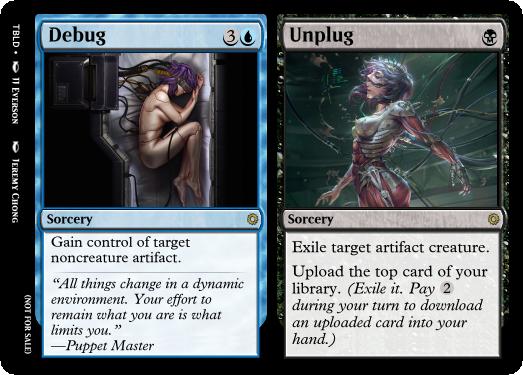 Debug 3
Sorcery
Gain control of target
noncreature artifact.
“All things change in a dynamic
environment. Your effort to
remain what you are is what
limits you.”
—Puppet Master
Unplug
Sorcery
Exile target artifact creature.
Upload the top card of your
library. (Exile it. Pay 2
during your turn to download
an uploaded card into your
hand.)
TBLD • JJ Everson Jeremy Chong
(NOT FOR SALE)